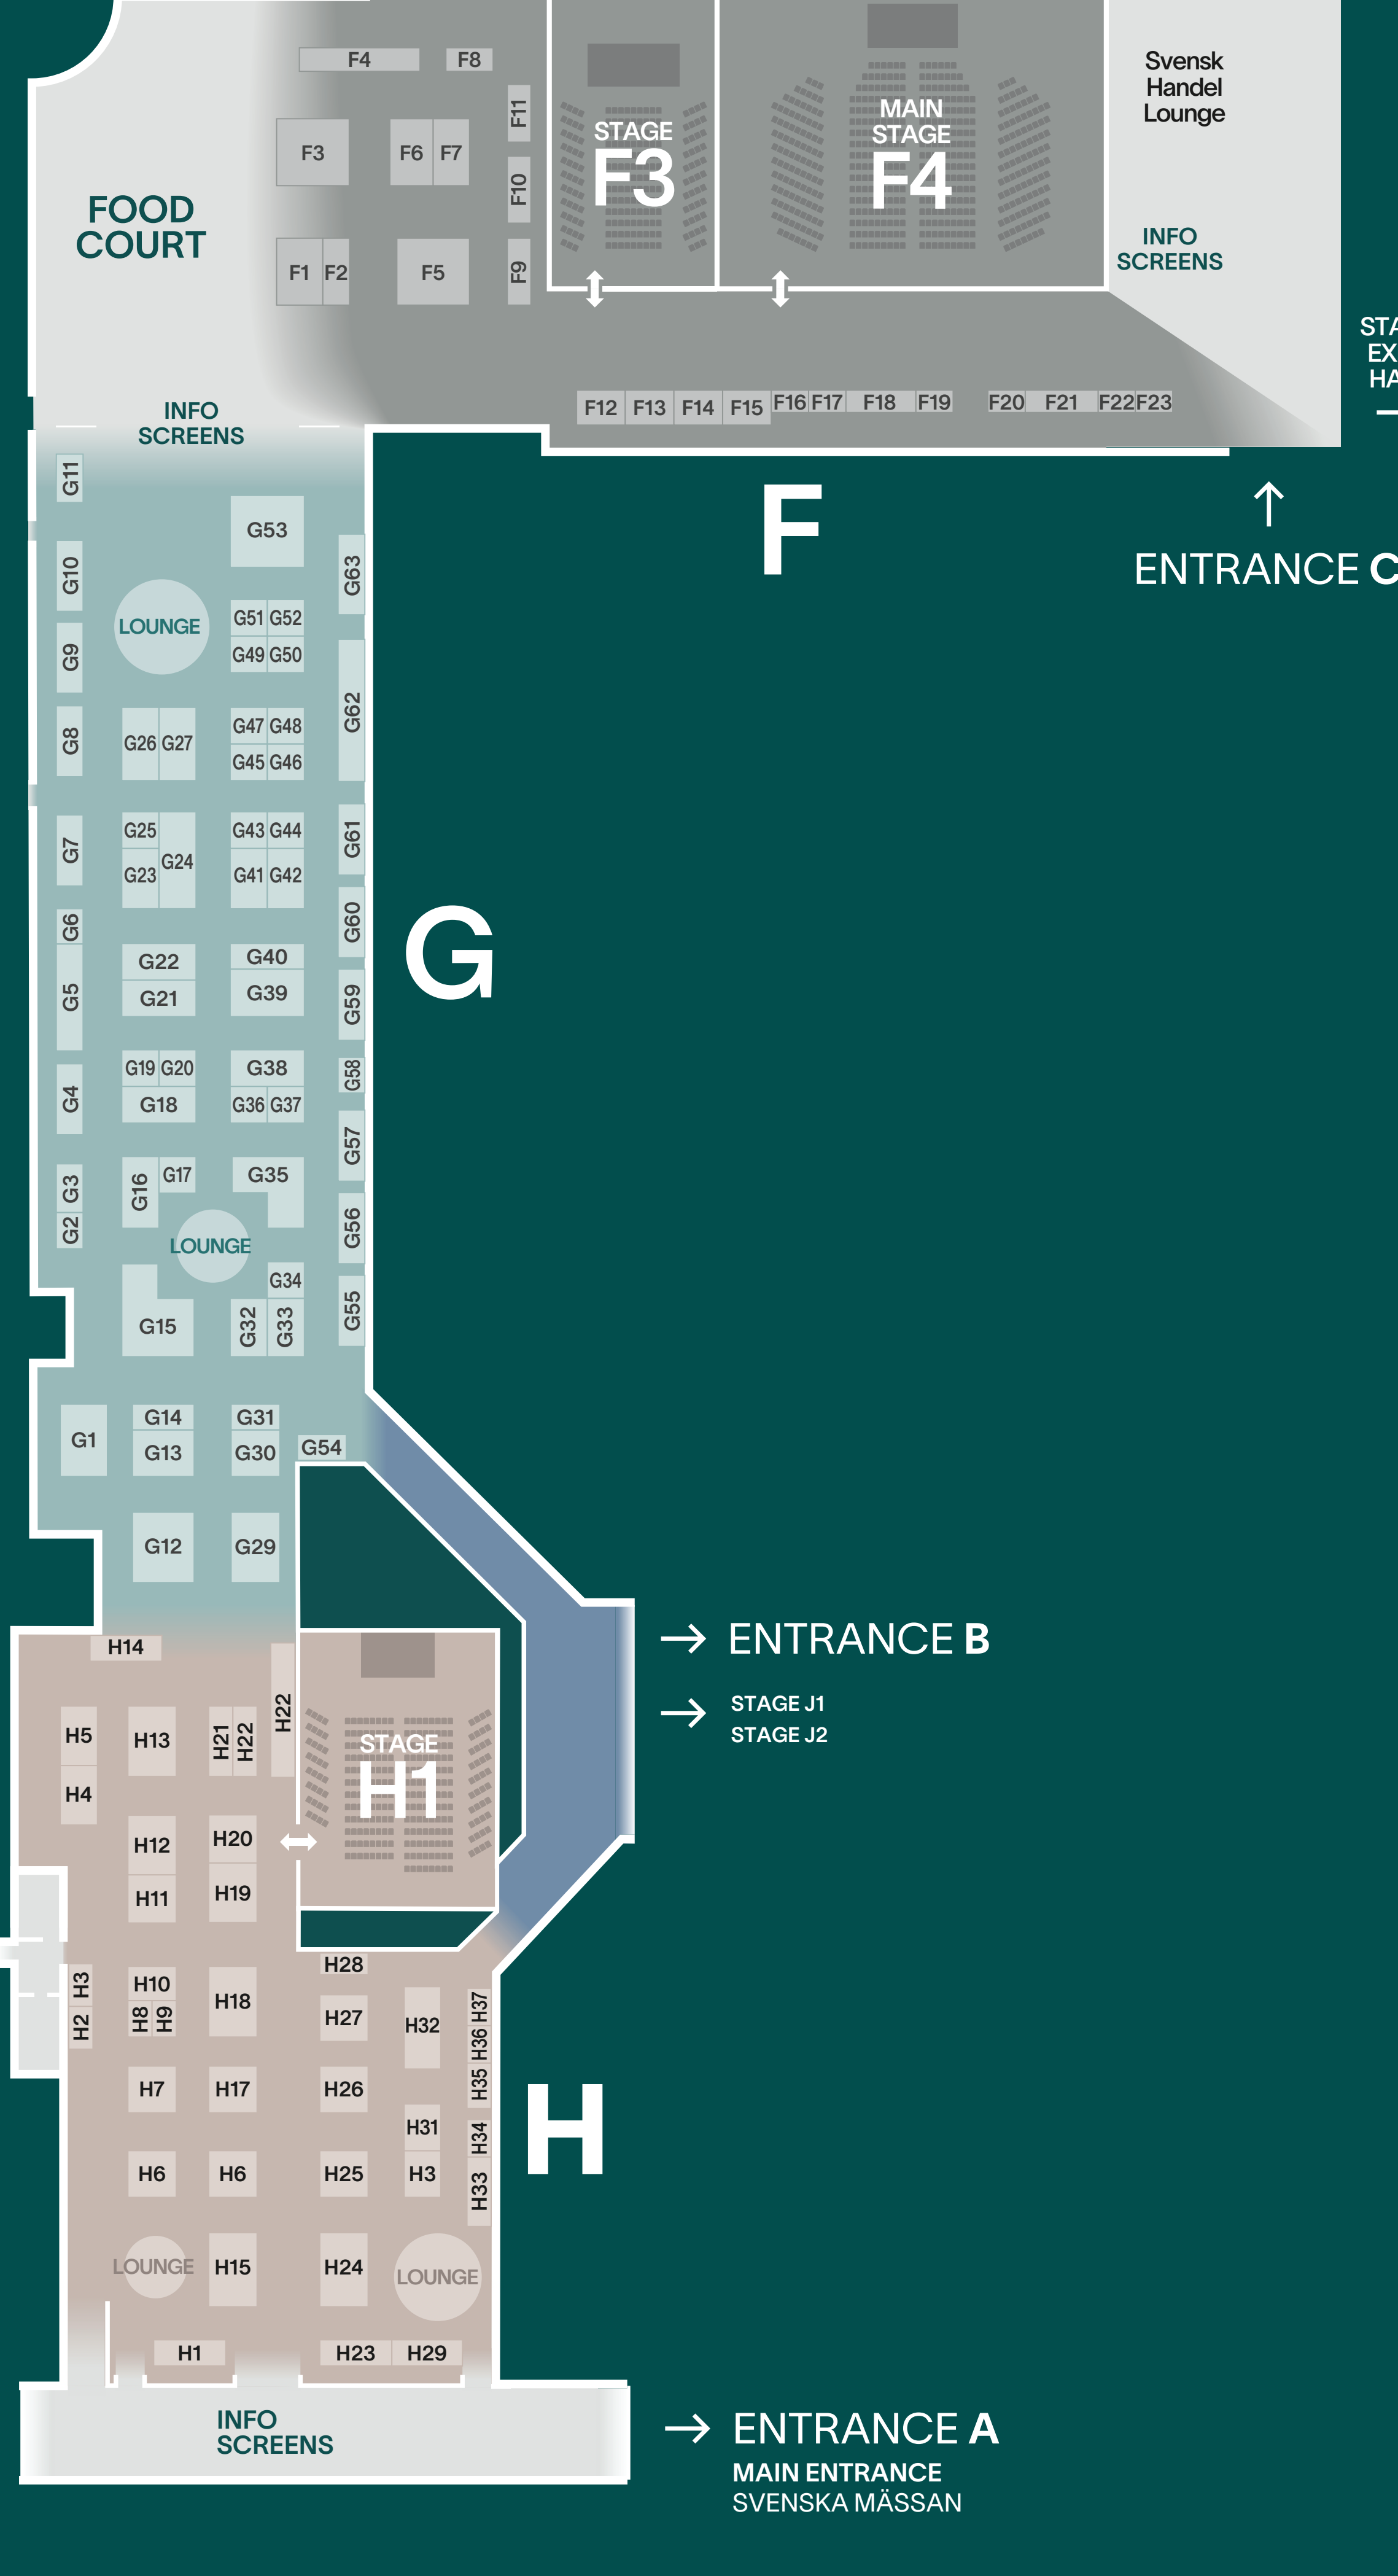 Svensk
Handel
Lounge
F4
F8
F11
STAGE
F3
MAIN
STAGE
F4
F3
F6
F7
F10
FOOD
COURT
INFO
SCREENS
F1
F2
F5
F9
STA
EX
HA
INFO
SCREENS
F12
F13
F14
F15
F16
F17
F18
F19
F20
F21
F22
F23
G11
G53
F
ENTRANCE C
G10
G63
LOUNGE
G51
G52
G49
G50
G9
G62
G8
G26
G27
G47
G48
G45
G46
G7
G25
G24
G23
G43
G44
G41
G42
G61
G6
G60
G
G22
G21
G40
G39
G5
G59
G19
G20
G18
G38
G36
G37
G58
G4
G57
G3
G2
G16
G17
G35
G56
LOUNGE
G34
G15
G32
G33
G55
G1
G14
G13
G31
G30
G54
G12
G29
H14
ENTRANCE B
STAGE J1
STAGE J2
H5
H4
H13
H21
H22
H22
STAGE
H1
H12
H11
H20
H19
H28
H3
H2
H10
H8
H9
H18
H27
H32
H37
H36
H35
H7
H17
H26
H31
H34
H
H6
H6
H25
H3
H33
LOUNGE
H15
H24
LOUNGE
H1
H23
H29
INFO
SCREENS
ENTRANCE A
MAIN ENTRANCE
SVENSKA MÄSSAN